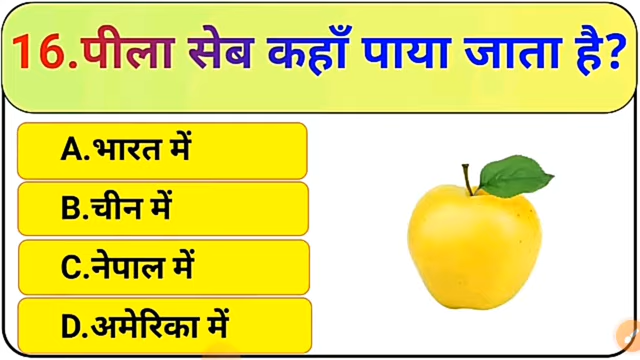 16.पीला सेब कहाँ पाया जाता है?
A.भारत में
B.चीन में
C.नेपाल में
D.अमेरिका में